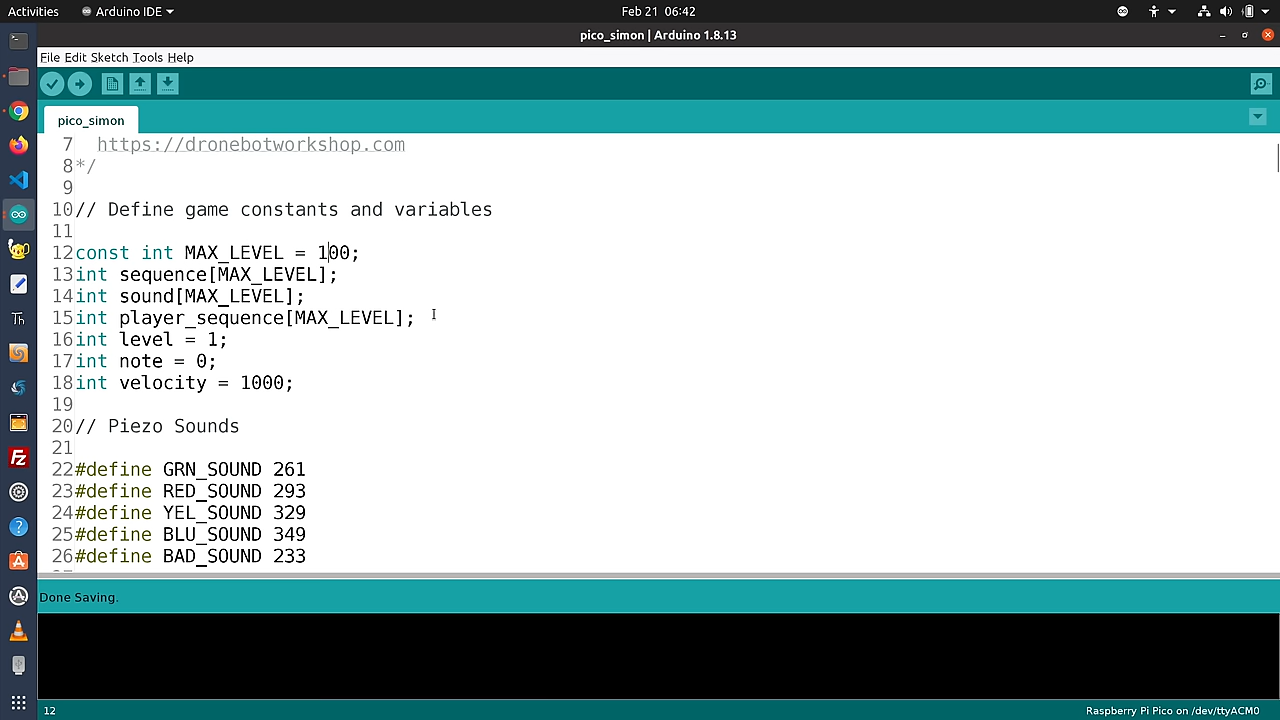 Activities
Arduino IDE
Feb 21 06:42
pico_simon | Arduino 1.8.13
File Edit Sketch Tools Help
pico_simon
7 https://dronebotworkshop.com
8 */
9
10 // Define game constants and variables
11
12 const int MAX_LEVEL = 100;
13 int sequence[MAX_LEVEL];
14 int sound[MAX_LEVEL];
15 int player_sequence[MAX_LEVEL];
16 int level = 1;
17 int note = 0;
18 int velocity = 1000;
19
20 // Piezo Sounds
21
22 #define GRN_SOUND 261
23 #define RED_SOUND 293
24 #define YEL_SOUND 329
25 #define BLU_SOUND 349
26 #define BAD_SOUND 233
Done Saving.
12
Raspberry Pi Pico on /dev/ttyACM0
Th
Fz